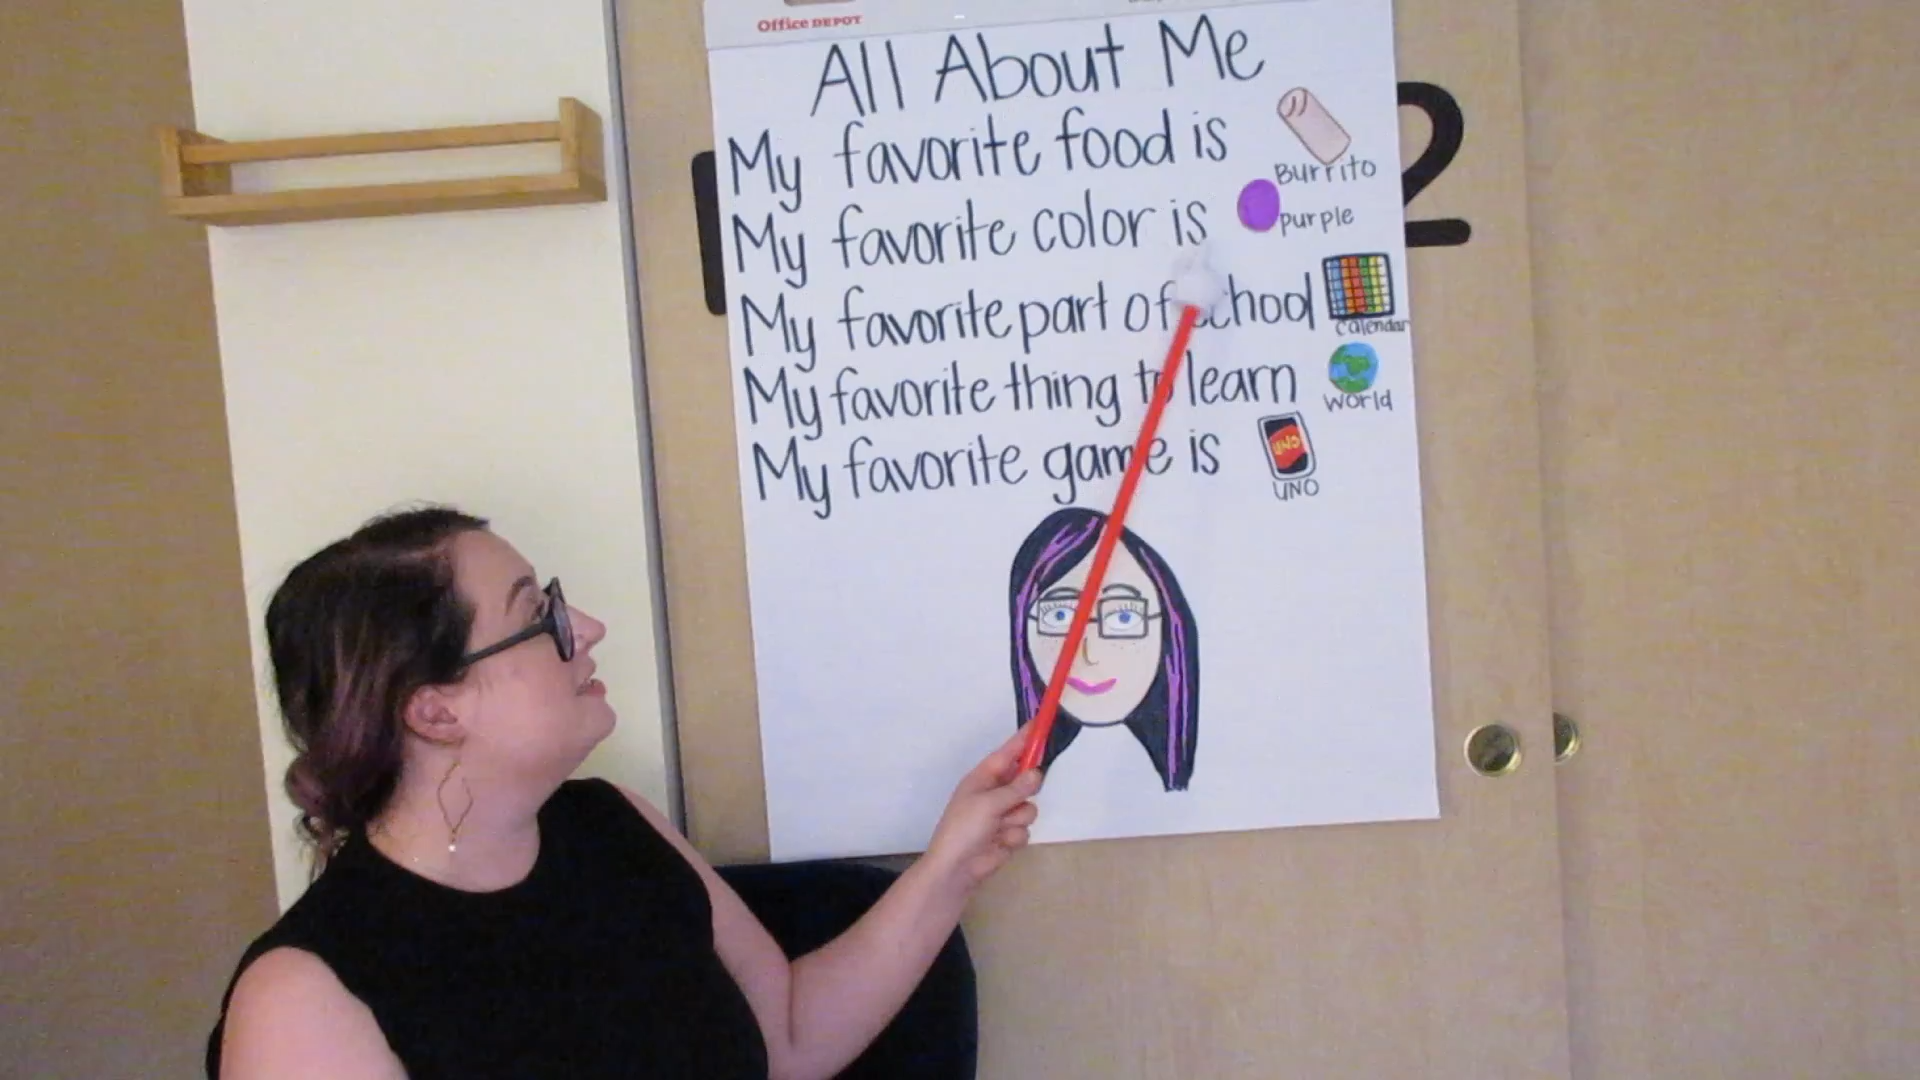 Office DEPOT
All About Me
My favorite food is
Burrito
My favorite color is purple
My favorite part of school
calendar
My favorite thing to learn
world
My favorite game is
UNO
UNO
2